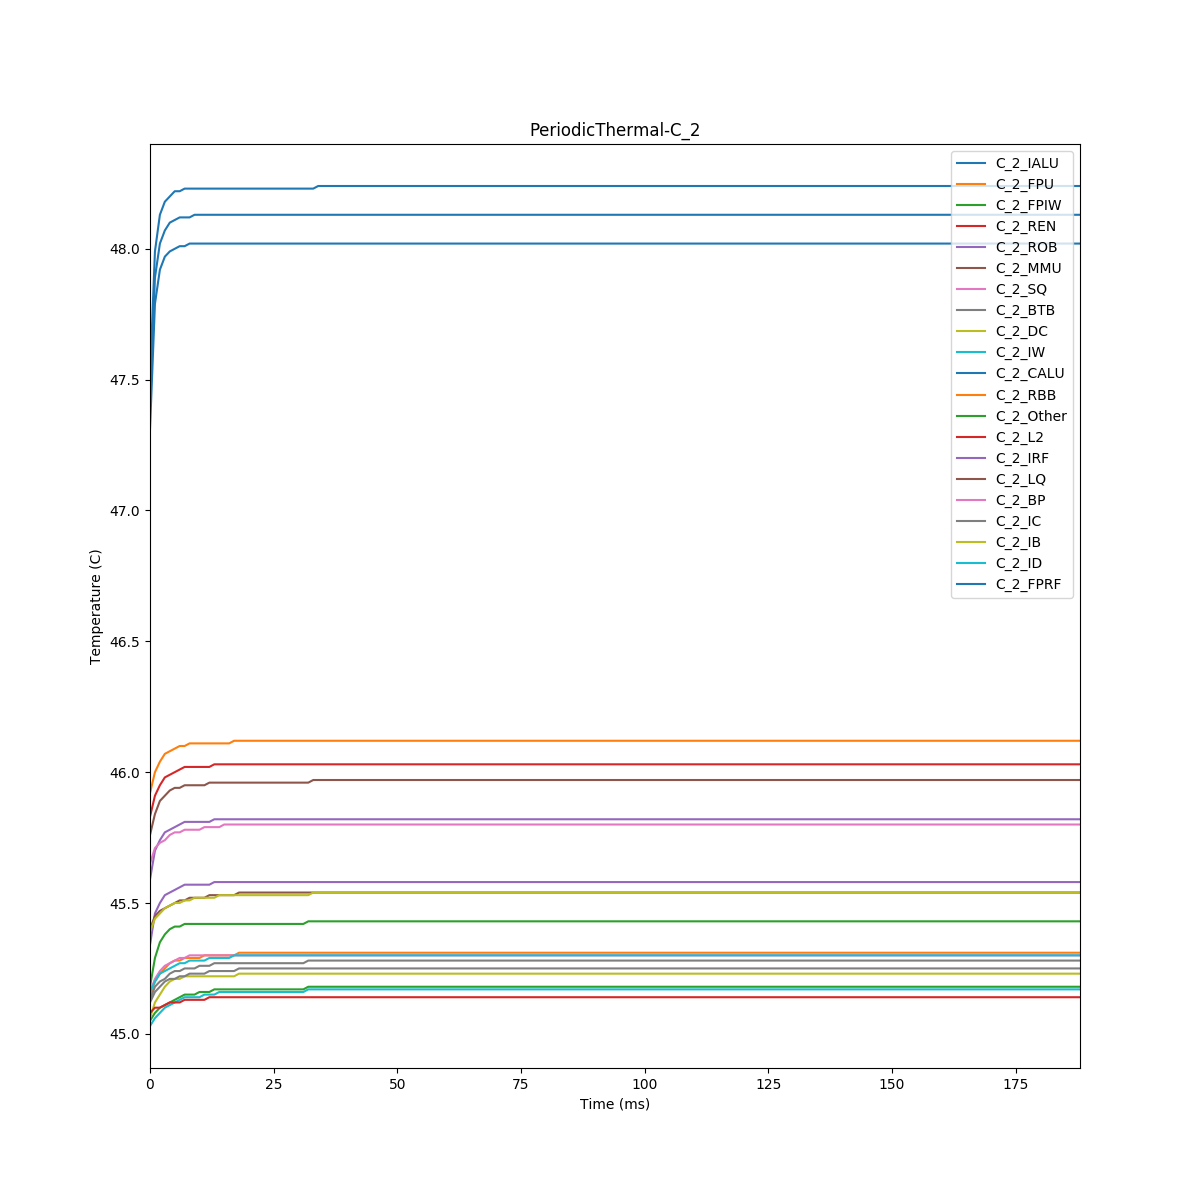 PeriodicThermal-C_2
C_2_IALU
C_2_FPU
C_2_FPIW
C_2_REN
C_2_ROB
C_2_MMU
C_2_SQ
C_2_BTB
C_2_DC
C_2_IW
C_2_CALU
C_2_RBB
C_2_Other
C_2_L2
C_2_IRF
C_2_LQ
C_2_BP
C_2_IC
C_2_IB
C_2_ID
C_2_FPRF
48.0
47.5
47.0
46.5
46.0
45.5
45.0
Temperature (C)
0 25 50 75 100 125 150 175
Time (ms)